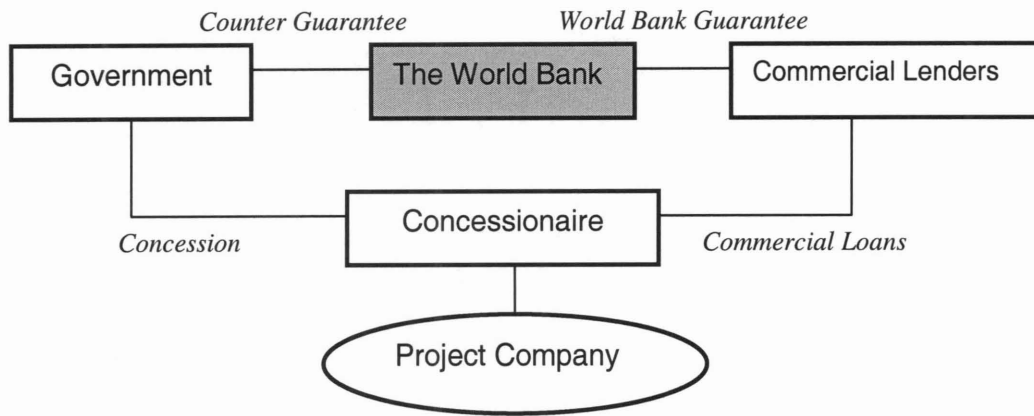 Counter Guarantee
World Bank Guarantee
Government
The World Bank
Commercial Lenders
Concessionaire
Concession
Commercial Loans
Project Company